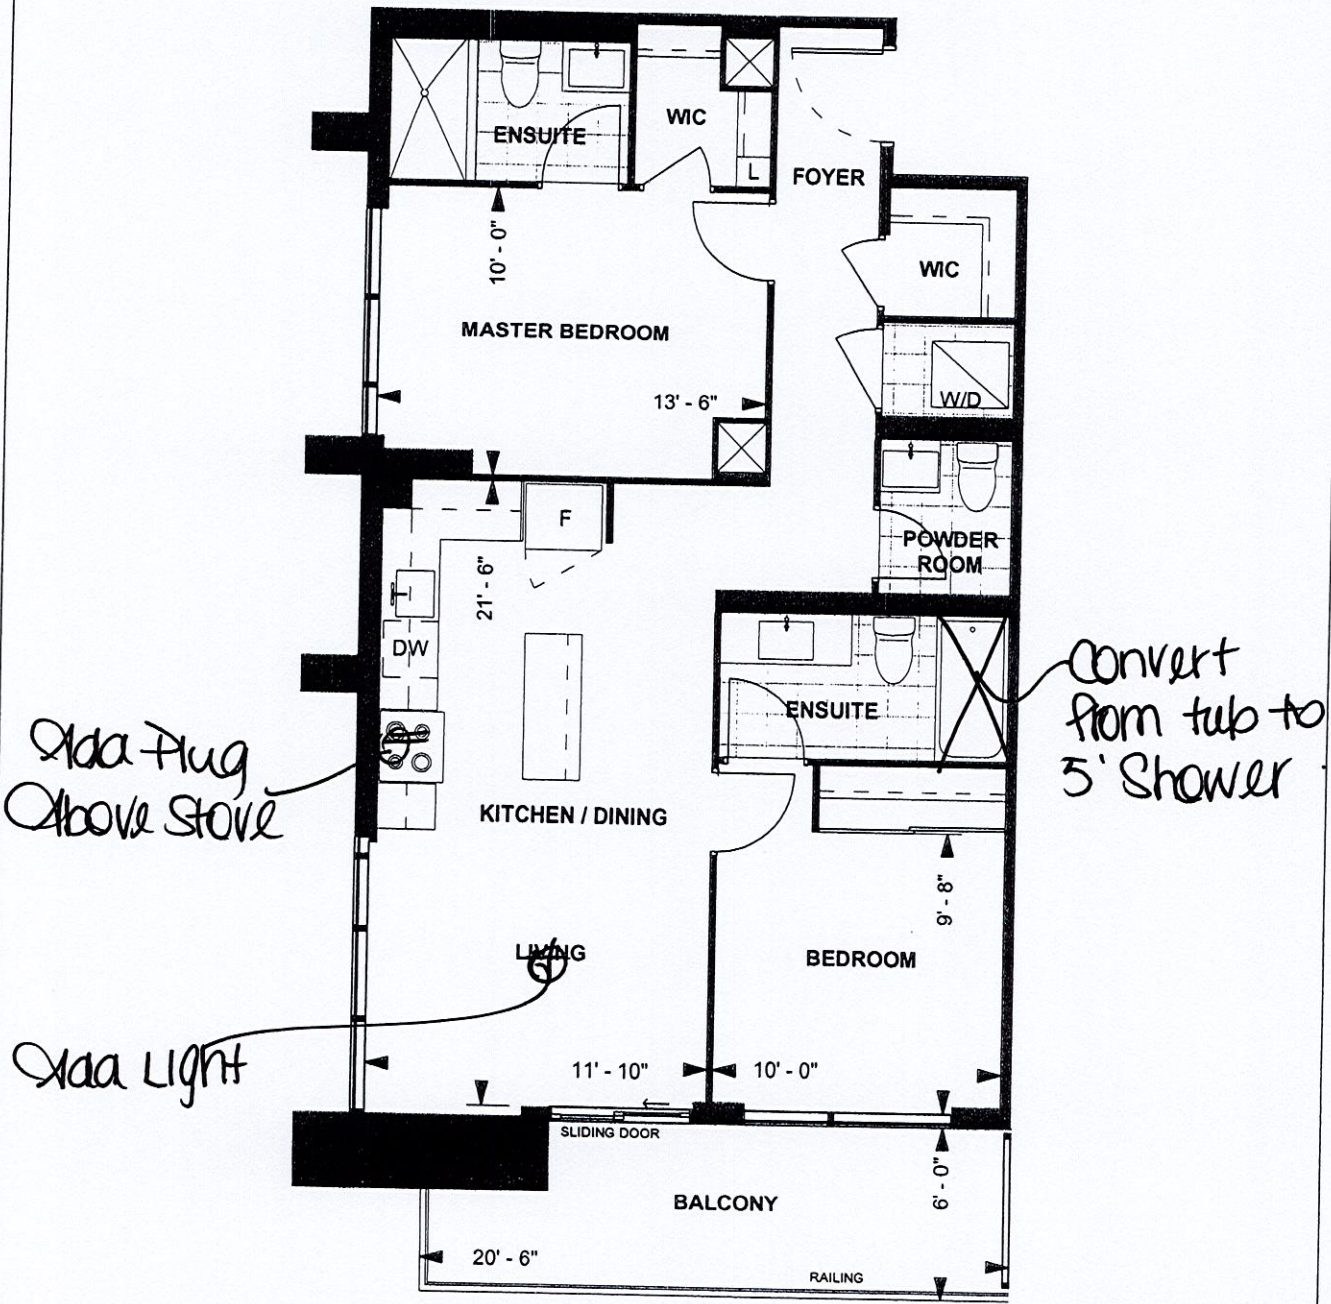 ENSUITE
WIC
L
FOYER
10' - 0"
WIC
MASTER BEDROOM
13' - 6"
W/D
F
POWDER
ROOM
21' - 6"
DW
ENSUITE
Convert
from tub to
5' Shower
Add Plug
Above Stove
KITCHEN / DINING
9' - 8"
LIVING
BEDROOM
Add Light
11' - 10"
10' - 0"
SLIDING DOOR
BALCONY
6' - 0"
20' - 6"
RAILING